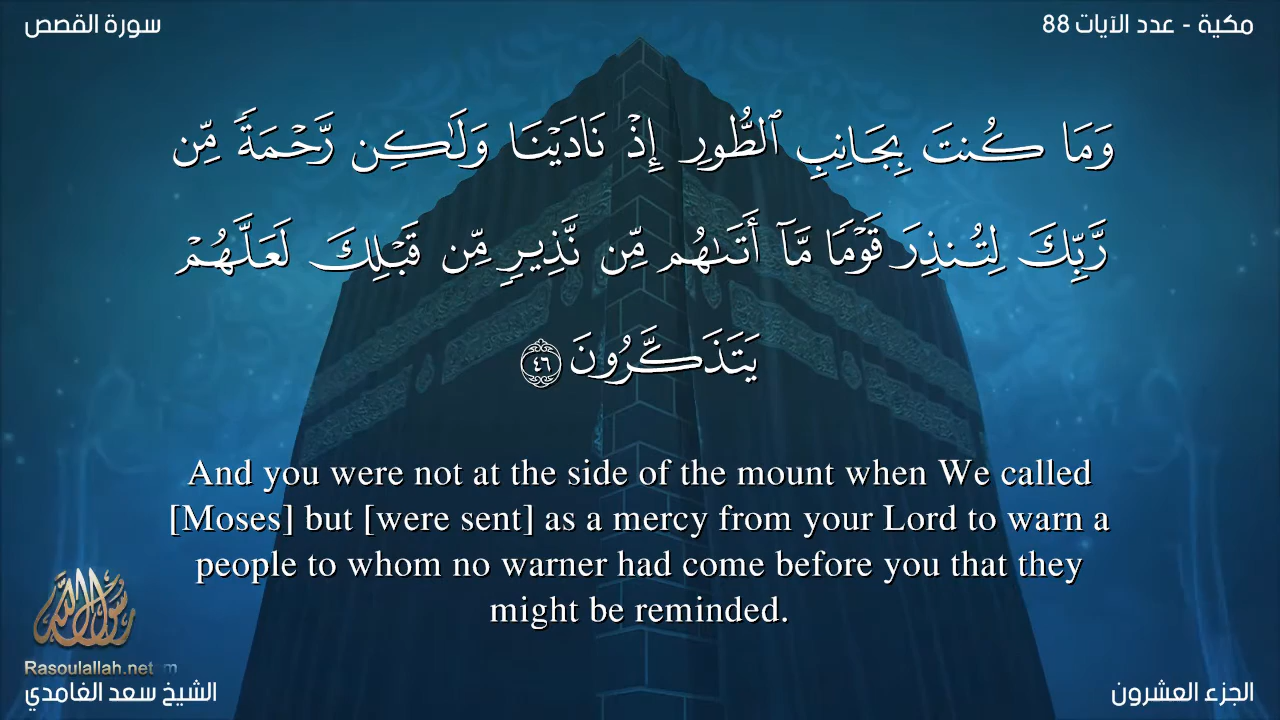 سورة القصص
مكية - عدد الآيات 88
وَمَا كُنتَ بِجَانِبِ ٱلطُّورِ إِذْ نَادَيْنَا وَلَٰكِن رَّحْمَةً مِّن
رَّبِّكَ لِتُنذِرَ قَوْمًا مَّآ أَتَىٰهُم مِّن نَّذِيرٍ مِّن قَبْلِكَ لَعَلَّهُمْ
يَتَذَكَّرُونَ ٤٦
And you were not at the side of the mount when We called
[Moses] but [were sent] as a mercy from your Lord to warn a
people to whom no warner had come before you that they
might be reminded.
رسول الله
Rasoulallah.net
الشيخ سعد الغامدي
الجزء العشرون